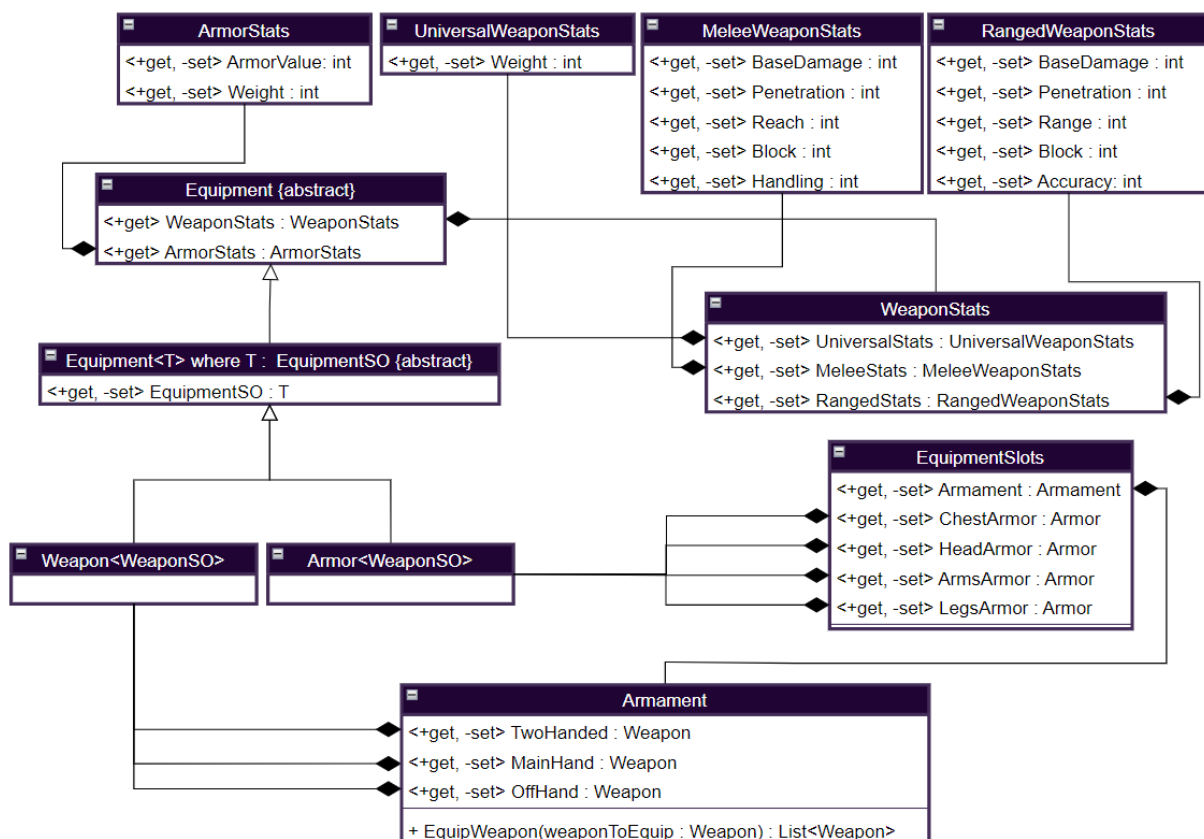 ArmorStats
<+get, -set> ArmorValue: int
<+get, -set> Weight : int
UniversalWeaponStats
<+get, -set> Weight : int
MeleeWeaponStats
<+get, -set> BaseDamage : int
<+get, -set> Penetration : int
<+get, -set> Reach : int
<+get, -set> Block : int
<+get, -set> Handling : int
RangedWeaponStats
<+get, -set> BaseDamage : int
<+get, -set> Penetration : int
<+get, -set> Range : int
<+get, -set> Block : int
<+get, -set> Accuracy: int
Equipment {abstract}
<+get> WeaponStats : WeaponStats
<+get> ArmorStats : ArmorStats
WeaponStats
<+get, -set> UniversalStats : UniversalWeaponStats
<+get, -set> MeleeStats : MeleeWeaponStats
<+get, -set> RangedStats : RangedWeaponStats
Equipment<T> where T : EquipmentSO {abstract}
<+get, -set> EquipmentSO : T
EquipmentSlots
<+get, -set> Armament : Armament
<+get, -set> ChestArmor : Armor
<+get, -set> HeadArmor : Armor
<+get, -set> ArmsArmor : Armor
<+get, -set> LegsArmor : Armor
Weapon<WeaponSO>
Armor<WeaponSO>
Armament
<+get, -set> TwoHanded : Weapon
<+get, -set> MainHand : Weapon
<+get, -set> OffHand : Weapon
+ EquipWeapon(weaponToEquip : Weapon) : List<Weapon>